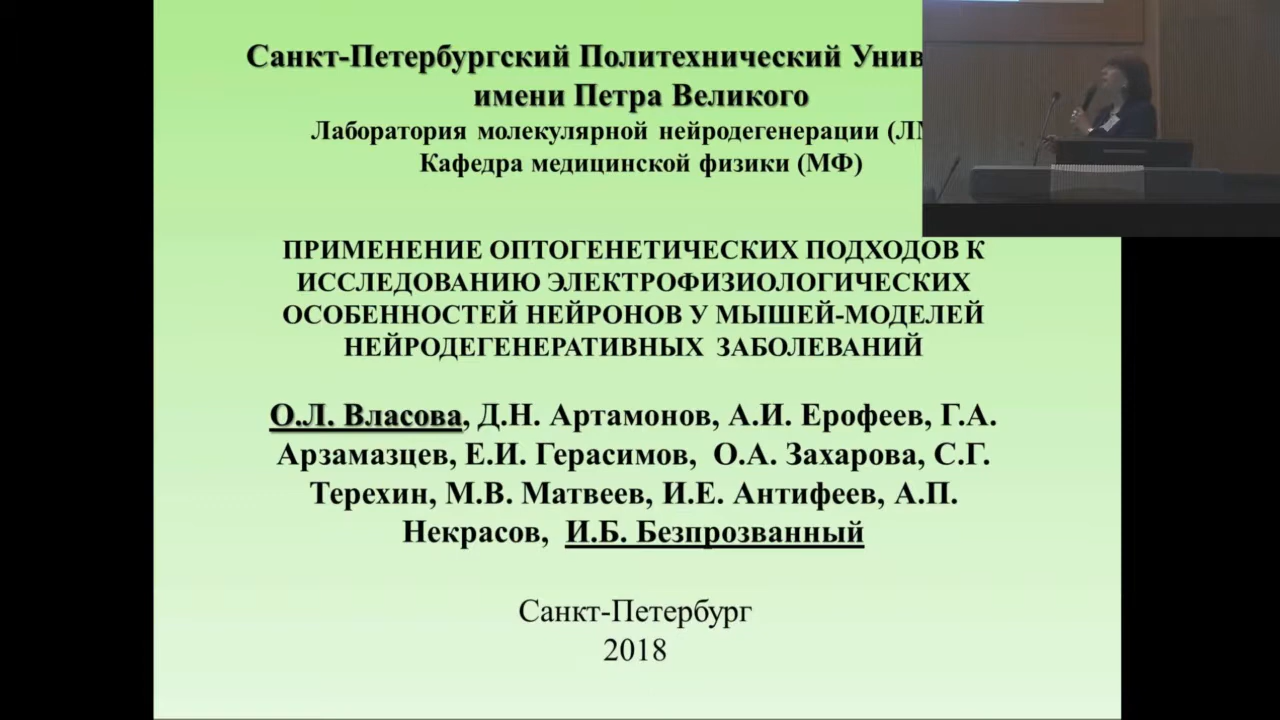 Санкт-Петербургский Политехнический
имени Петра Великого
Лаборатория молекулярной нейродегенерации
Кафедра медицинской физики (МФ)
ПРИМЕНЕНИЕ ОПТОГЕНЕТИЧЕСКИХ ПОДХОДОВ К
ИССЛЕДОВАНИЮ ЭЛЕКТРОФИЗИОЛОГИЧЕСКИХ
ОСОБЕННОСТЕЙ НЕЙРОНОВ У МЫШЕЙ-МОДЕЛЕЙ
НЕЙРОДЕГЕНЕРАТИВНЫХ ЗАБОЛЕВАНИЙ
О.Л. Власова, Д.Н. Артамонов, А.И. Ерофеев, Г.А.
Арзамазцев, Е.И. Герасимов, О.А. Захарова, С.Г.
Терехин, М.В. Матвеев, И.Е. Антифеев, А.П.
Некрасов, И.Б. Безпрозванный
Санкт-Петербург
2018